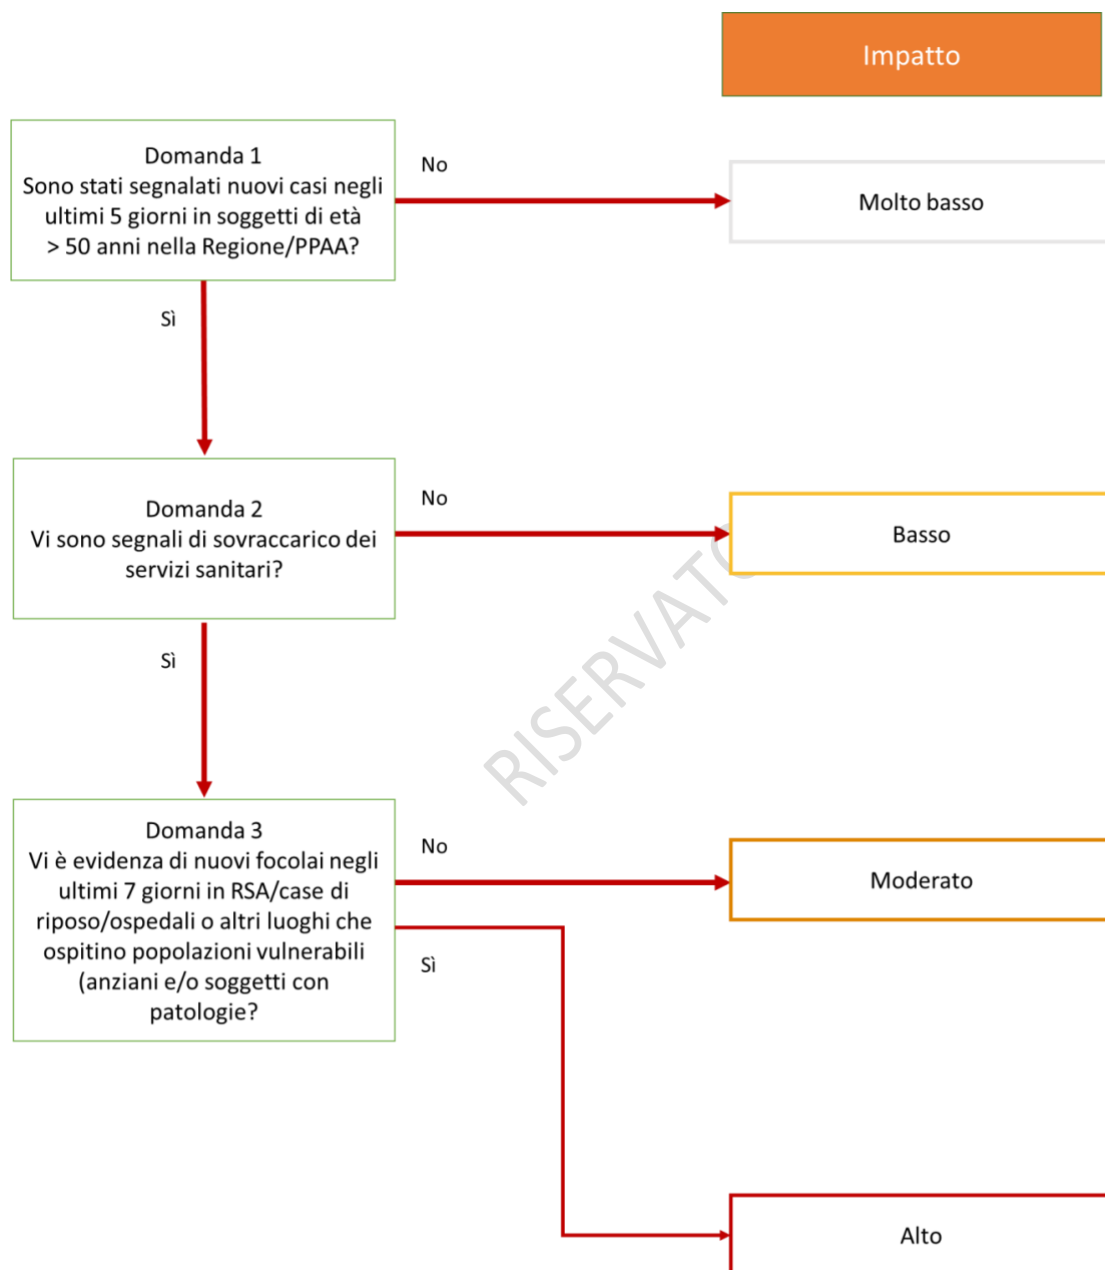 Impatto
Domanda 1
Sono stati segnalati nuovi casi negli
ultimi 5 giorni in soggetti di età
> 50 anni nella Regione/PPAA?
No
Molto basso
Sì
Domanda 2
Vi sono segnali di sovraccarico dei
servizi sanitari?
No
Basso
Sì
RISERVATO
Domanda 3
Vi è evidenza di nuovi focolai negli
ultimi 7 giorni in RSA/case di
riposo/ospedali o altri luoghi che
ospitino popolazioni vulnerabili
(anziani e/o soggetti con
patologie?
No
Moderato
Sì
Alto